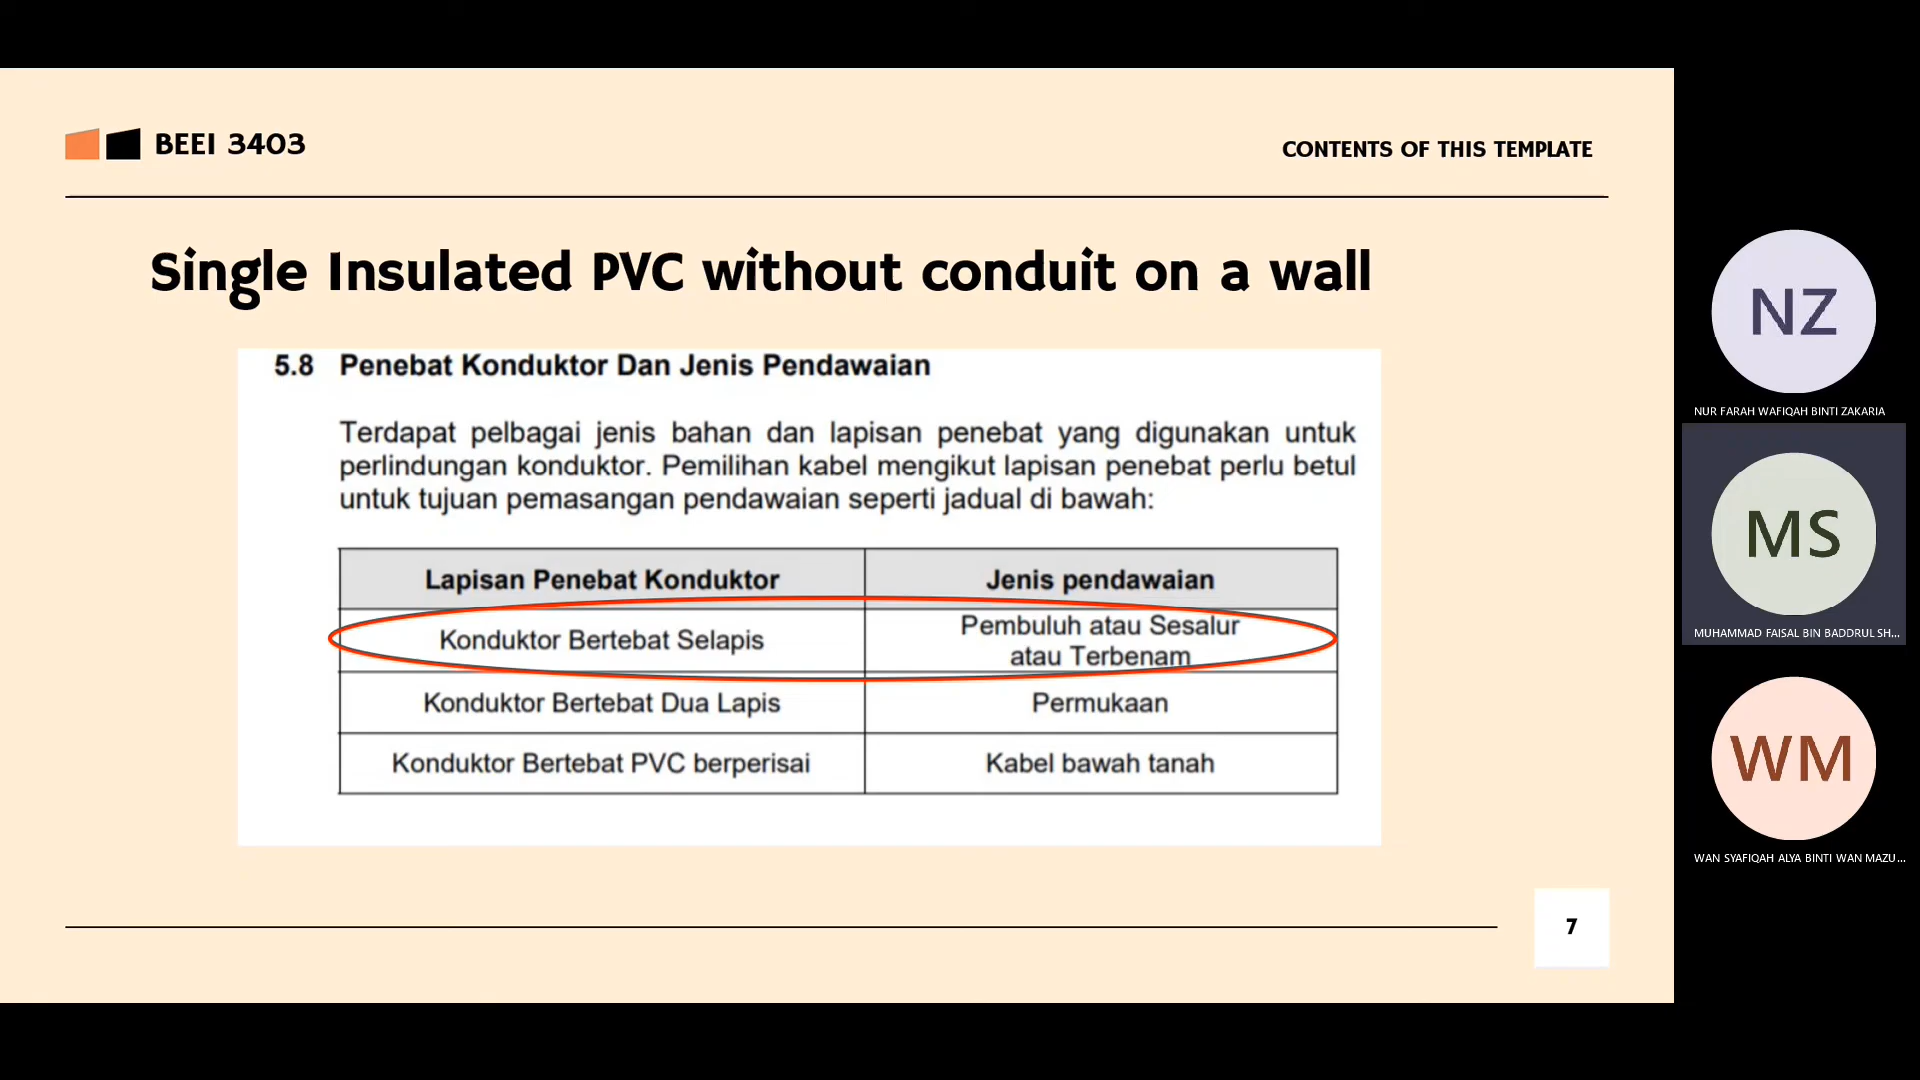 BEEI 3403
CONTENTS OF THIS TEMPLATE
Single Insulated PVC without conduit on a wall
5.8 Penebat Konduktor Dan Jenis Pendawaian
Terdapat pelbagai jenis bahan dan lapisan penebat yang digunakan untuk
perlindungan konduktor. Pemilihan kabel mengikut lapisan penebat perlu betul
untuk tujuan pemasangan pendawaian seperti jadual di bawah:
Lapisan Penebat Konduktor
Jenis pendawaian
Konduktor Bertebat Selapis
Pembuluh atau Sesalur
atau Terbenam
Konduktor Bertebat Dua Lapis
Permukaan
Konduktor Bertebat PVC berperisai
Kabel bawah tanah
7
NZ
NUR FARAH WAFIQAH BINTI ZAKARIA
MS
MUHAMMAD FAISAL BIN BADDRUL SH...
WM
WAN SYAFIQAH ALYA BINTI WAN MAZU...